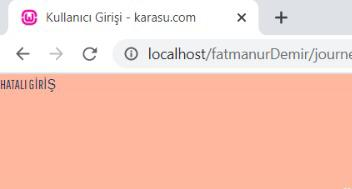 Kullanıcı Girişi - karasu.com
localhost/fatmanurDemir/journe
HATALI GİRİŞ